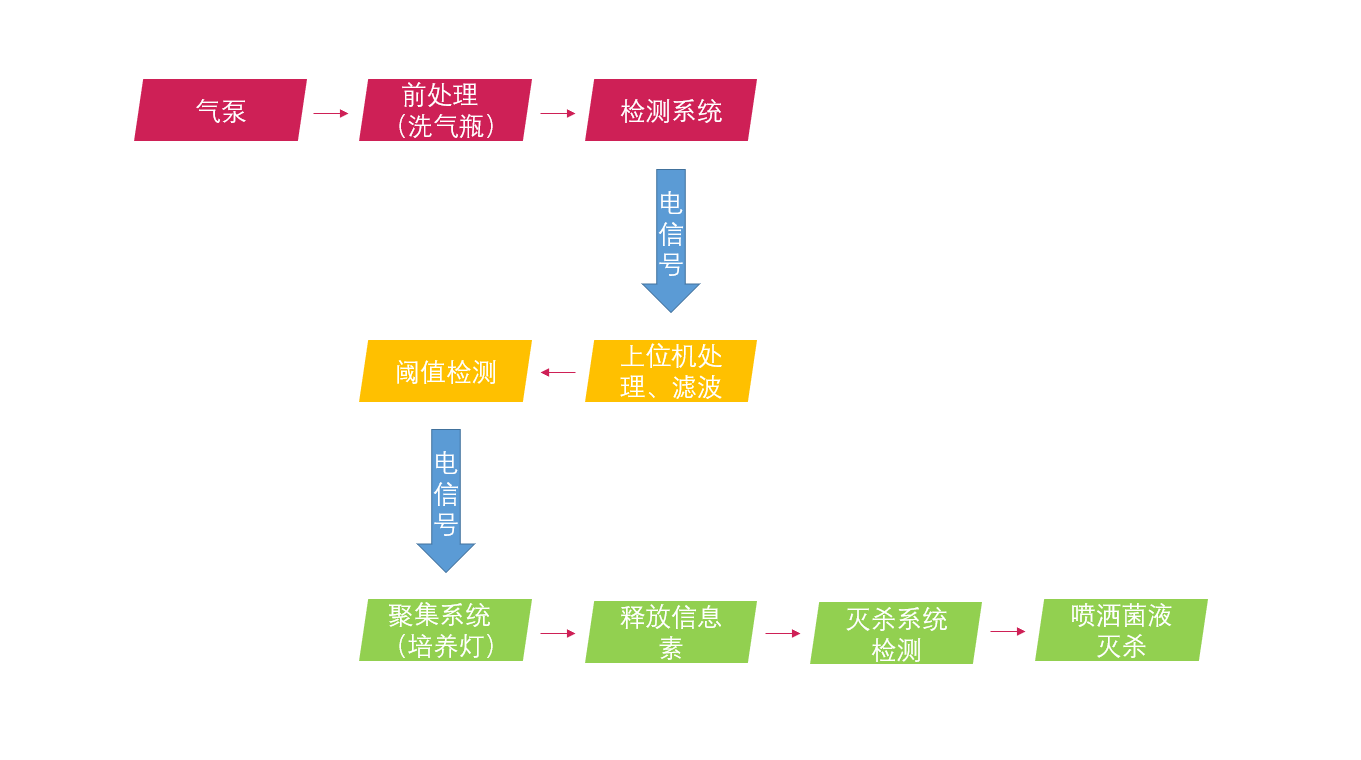 气泵
前处理
（洗气瓶）
检测系统
电
信
号
阈值检测
上位机处
理、滤波
电
信
号
聚集系统
（培养灯）
释放信息
素
灭杀系统
检测
喷洒菌液
灭杀